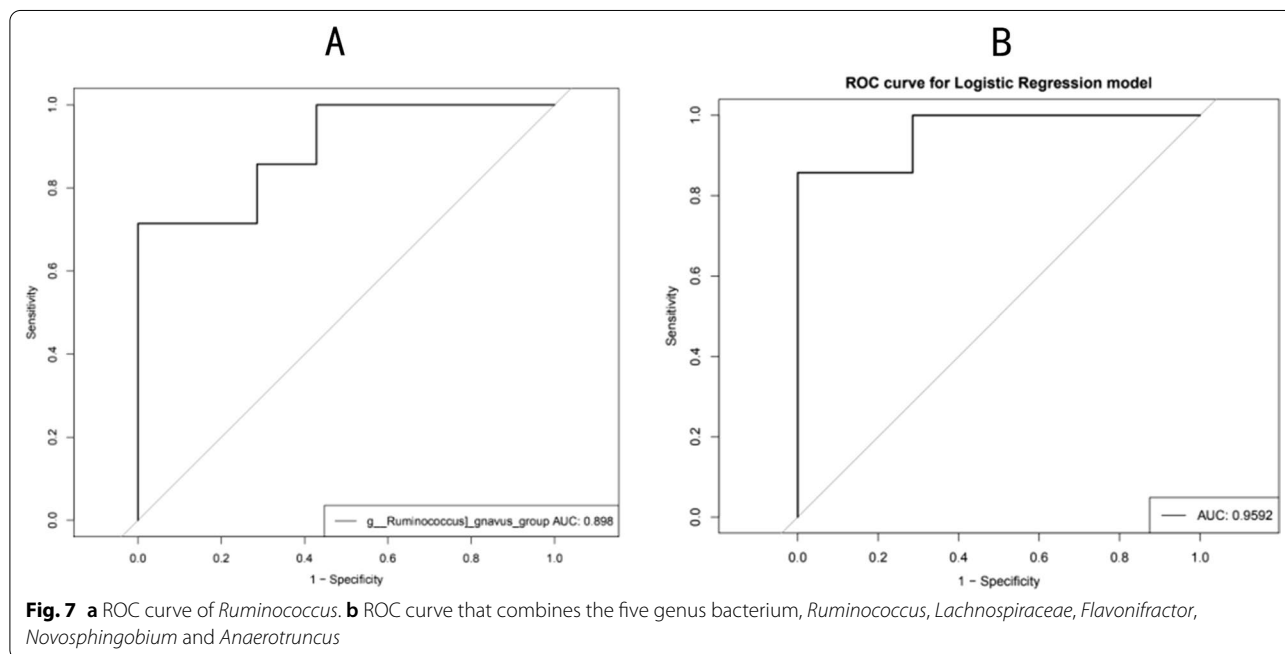 A
1.0
0.8
0.6
0.4
0.2
0.0
Sensitivity
g__Ruminococcus]_gnavus_group AUC: 0.898
0.0 0.2 0.4 0.6 0.8 1.0
1 − Specificity
B
ROC curve for Logistic Regression model
1.0
0.8
0.6
0.4
0.2
0.0
Sensitivity
AUC: 0.9592
0.0 0.2 0.4 0.6 0.8 1.0
1 − Specificity
Fig. 7 a ROC curve of Ruminococcus. b ROC curve that combines the five genus bacterium, Ruminococcus, Lachnospiraceae, Flavonifractor,
Novosphingobium and Anaerotruncus